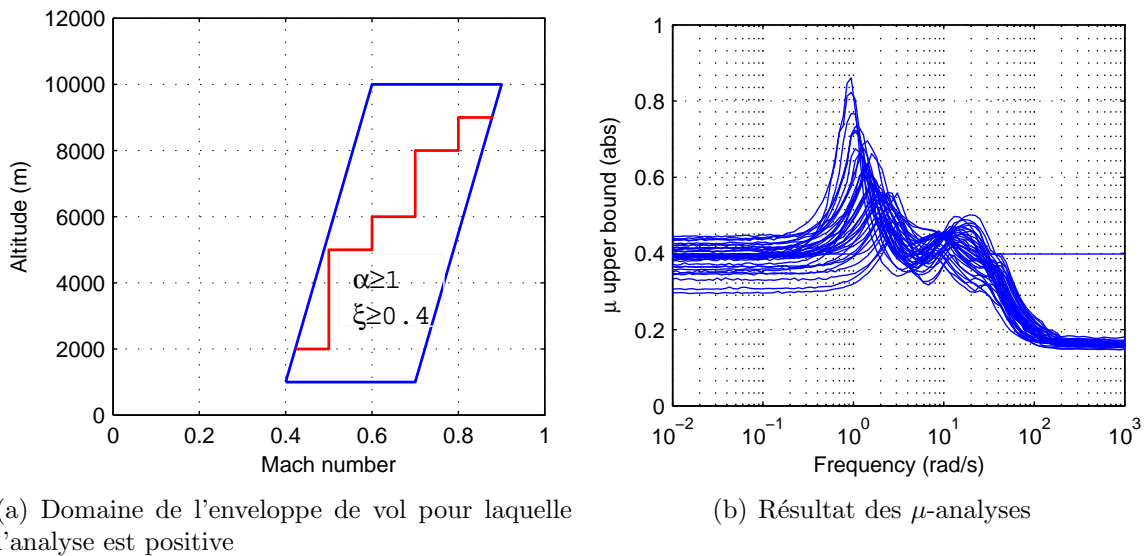 12000
10000
8000
6000
4000
2000
0
Altitude (m)
α≥1
ξ≥0.4
0 0.2 0.4 0.6 0.8 1
Mach number
(a) Domaine de l'enveloppe de vol pour laquelle
l'analyse est positive
1
0.8
0.6
0.4
0.2
0
μ upper bound (abs)
10^-2 10^-1 10^0 10^1 10^2 10^3
Frequency (rad/s)
(b) Résultat des μ-analyses